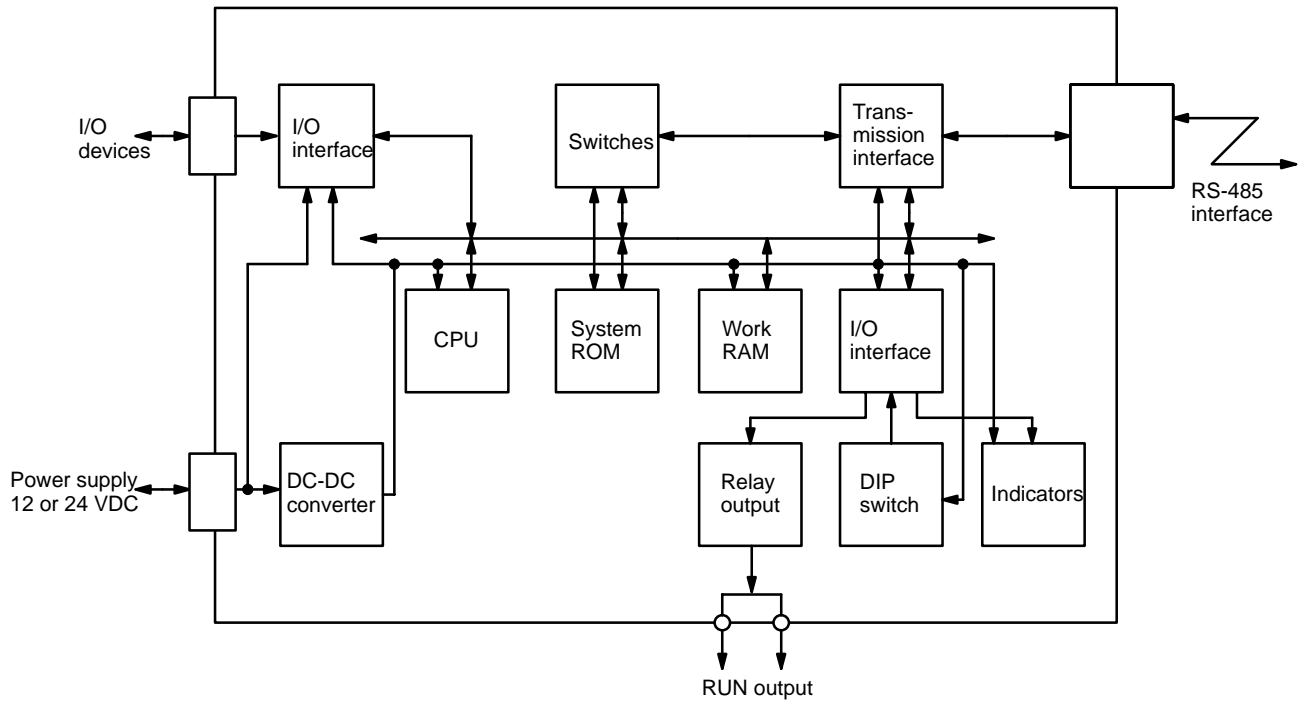 I/O
devices
I/O
interface
Switches
Trans-
mission
interface
RS-485
interface
CPU
System
ROM
Work
RAM
I/O
interface
Power supply
12 or 24 VDC
DC-DC
converter
Relay
output
DIP
switch
Indicators
RUN output